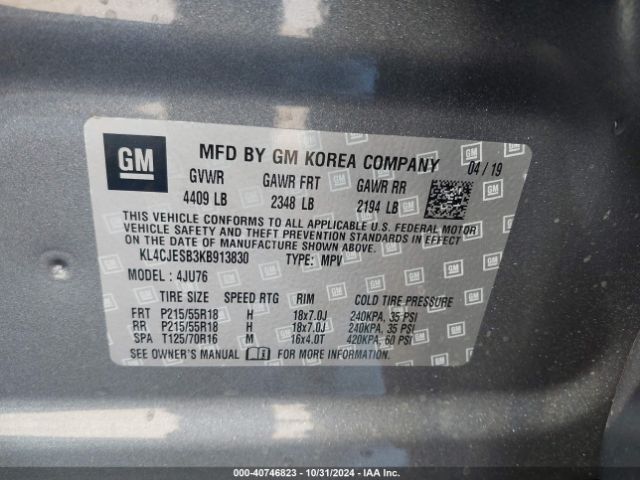 GM
MFD BY GM KOREA COMPANY 04/19
GVWR GAWR FRT GAWR RR
4409 LB 2348 LB 2194 LB
THIS VEHICLE CONFORMS TO ALL APPLICABLE U.S. FEDERAL MOTOR
VEHICLE SAFETY AND THEFT PREVENTION STANDARDS IN EFFECT
ON THE DATE OF MANUFACTURE SHOWN ABOVE.
KL4CJESB3KB913830 TYPE: MPV
MODEL: 4JU76
TIRE SIZE SPEED RTG RIM COLD TIRE PRESSURE
FRT P215/55R18 H 18x7.0J 240KPA, 35 PSI
RR P215/55R18 H 18x7.0J 240KPA, 35 PSI
SPA T125/70R16 M 16x4.0T 420KPA, 60 PSI
SEE OWNER'S MANUAL FOR MORE INFORMATION.
000-40746823 - 10/31/2024 - IAA Inc.